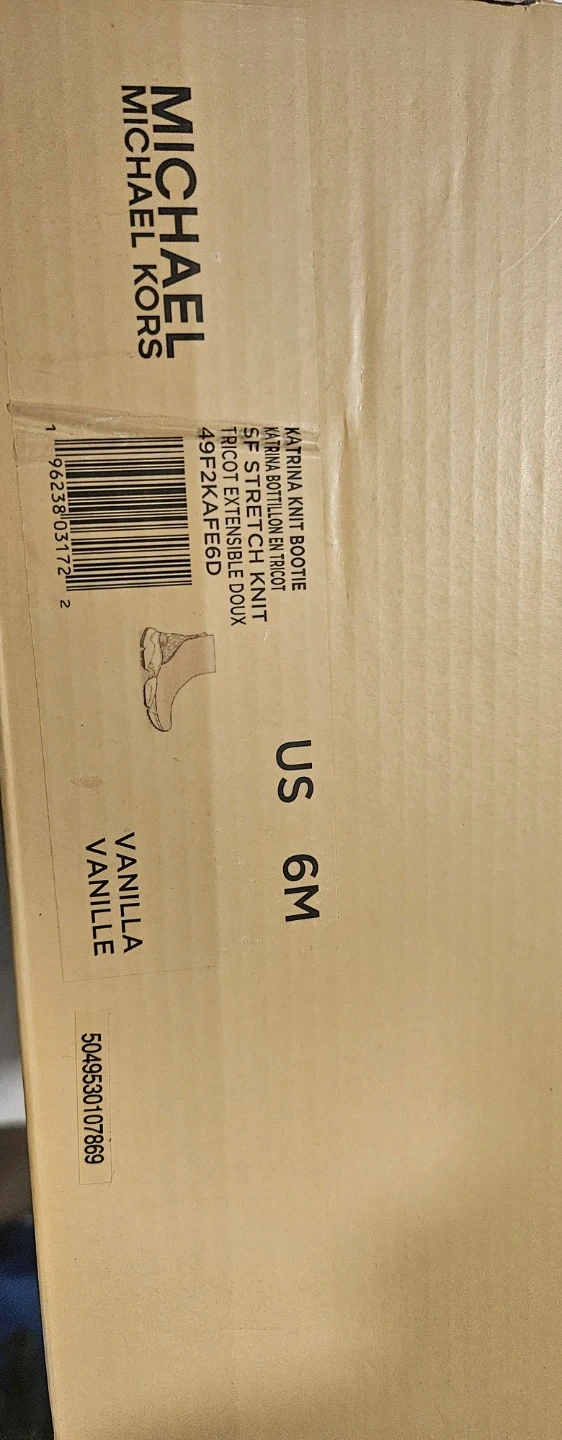 MICHAEL
MICHAEL KORS
KATRINA KNIT BOOTIE
KATRINA BOTTILLON EN TRICOT
SF STRETCH KNIT
TRICOT EXTENSIBLE DOUX
49F2KAFE6D
1 96238 03172 2
US 6M
VANILLA
VANILLE
5049530107869